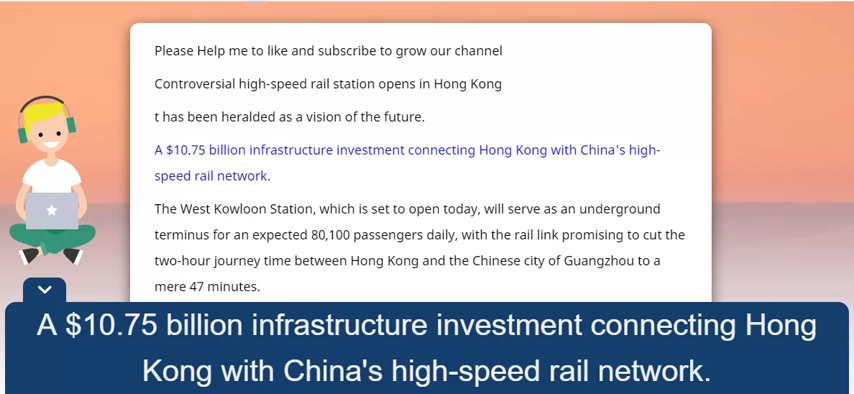 Please Help me to like and subscribe to grow our channel
Controversial high-speed rail station opens in Hong Kong
t has been heralded as a vision of the future.
A $10.75 billion infrastructure investment connecting Hong Kong with China's high-
speed rail network.
The West Kowloon Station, which is set to open today, will serve as an underground
terminus for an expected 80,100 passengers daily, with the rail link promising to cut the
two-hour journey time between Hong Kong and the Chinese city of Guangzhou to a
mere 47 minutes.
A $10.75 billion infrastructure investment connecting Hong
Kong with China's high-speed rail network.